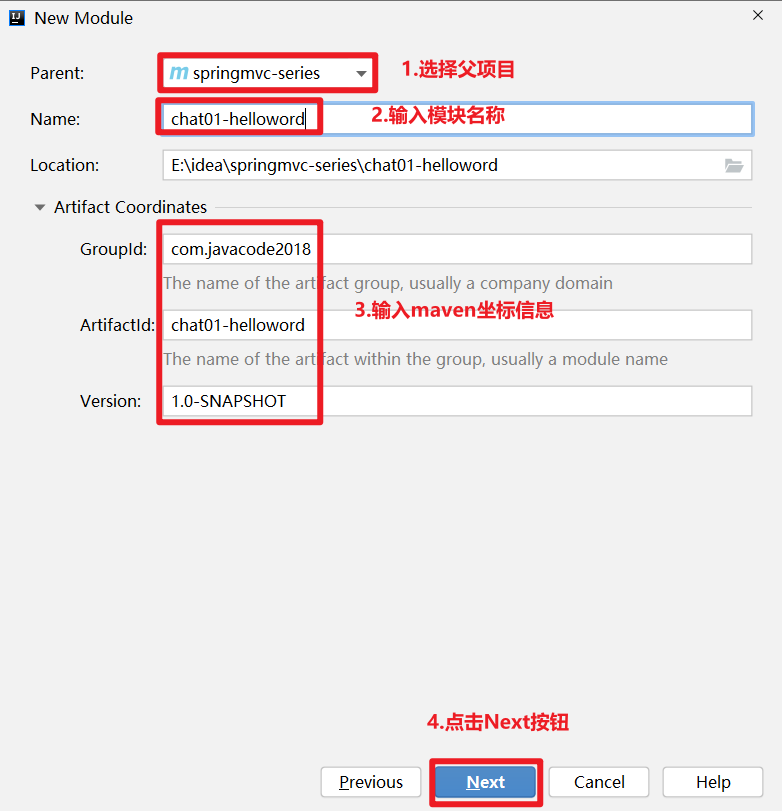 New Module
Parent: springmvc-series 1.选择父项目
Name: chat01-helloword 2.输入模块名称
Location: E:\idea\springmvc-series\chat01-helloword
Artifact Coordinates
GroupId: com.javacode2018
The name of the artifact group, usually a company domain
3.输入maven坐标信息
ArtifactId: chat01-helloword
The name of the artifact within the group, usually a module name
Version: 1.0-SNAPSHOT
4.点击Next按钮
Previous Next Cancel Help